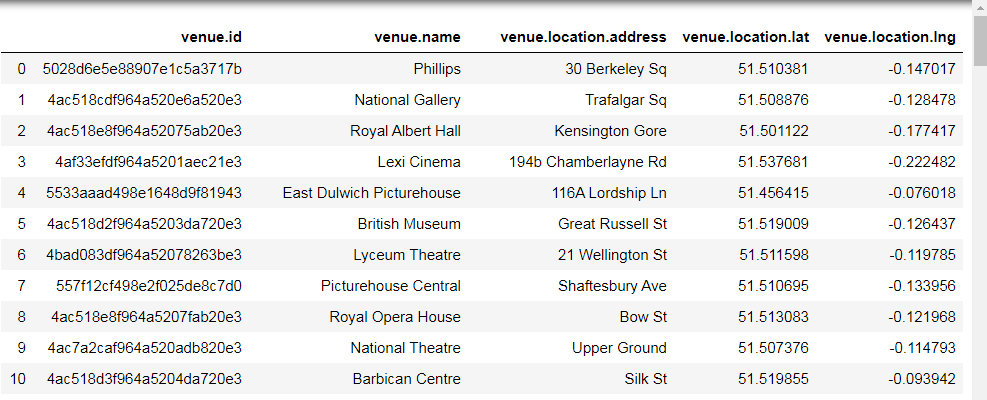 venue.id venue.name venue.location.address venue.location.lat venue.location.lng
0 5028d6e5e88907e1c5a3717b Phillips 30 Berkeley Sq 51.510381 -0.147017
1 4ac518cdf964a520e6a520e3 National Gallery Trafalgar Sq 51.508876 -0.128478
2 4ac518e8f964a52075ab20e3 Royal Albert Hall Kensington Gore 51.501122 -0.177417
3 4af33efdf964a5201aec21e3 Lexi Cinema 194b Chamberlayne Rd 51.537681 -0.222482
4 5533aaad498e1648d9f81943 East Dulwich Picturehouse 116A Lordship Ln 51.456415 -0.076018
5 4ac518d2f964a5203da720e3 British Museum Great Russell St 51.519009 -0.126437
6 4bad083df964a52078263be3 Lyceum Theatre 21 Wellington St 51.511598 -0.119785
7 557f12cf498e2f025de8c7d0 Picturehouse Central Shaftesbury Ave 51.510695 -0.133956
8 4ac518e8f964a5207fab20e3 Royal Opera House Bow St 51.513083 -0.121968
9 4ac7a2caf964a520adb820e3 National Theatre Upper Ground 51.507376 -0.114793
10 4ac518d3f964a5204da720e3 Barbican Centre Silk St 51.519855 -0.093942